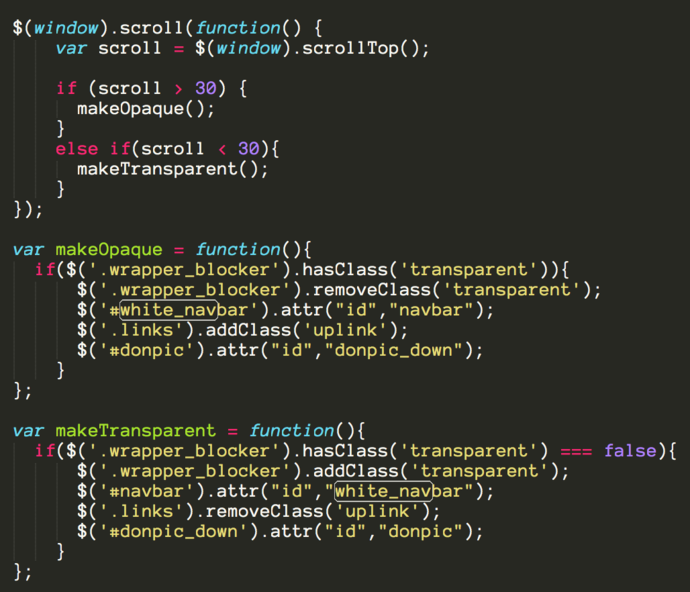 $(window).scroll(function() {
    var scroll = $(window).scrollTop();

    if (scroll > 30) {
      makeOpaque();
    }
    else if(scroll < 30){
      makeTransparent();
    }
});

var makeOpaque = function(){
  if($('.wrapper_blocker').hasClass('transparent')){
      $('.wrapper_blocker').removeClass('transparent');
      $('#white_navbar').attr("id","navbar");
      $('.links').addClass('uplink');
      $('#donpic').attr("id","donpic_down");
    }
};

var makeTransparent = function(){
  if($('.wrapper_blocker').hasClass('transparent') === false){
      $('.wrapper_blocker').addClass('transparent');
      $('#navbar').attr("id","white_navbar");
      $('.links').removeClass('uplink');
      $('#donpic_down').attr("id","donpic");
    }
};